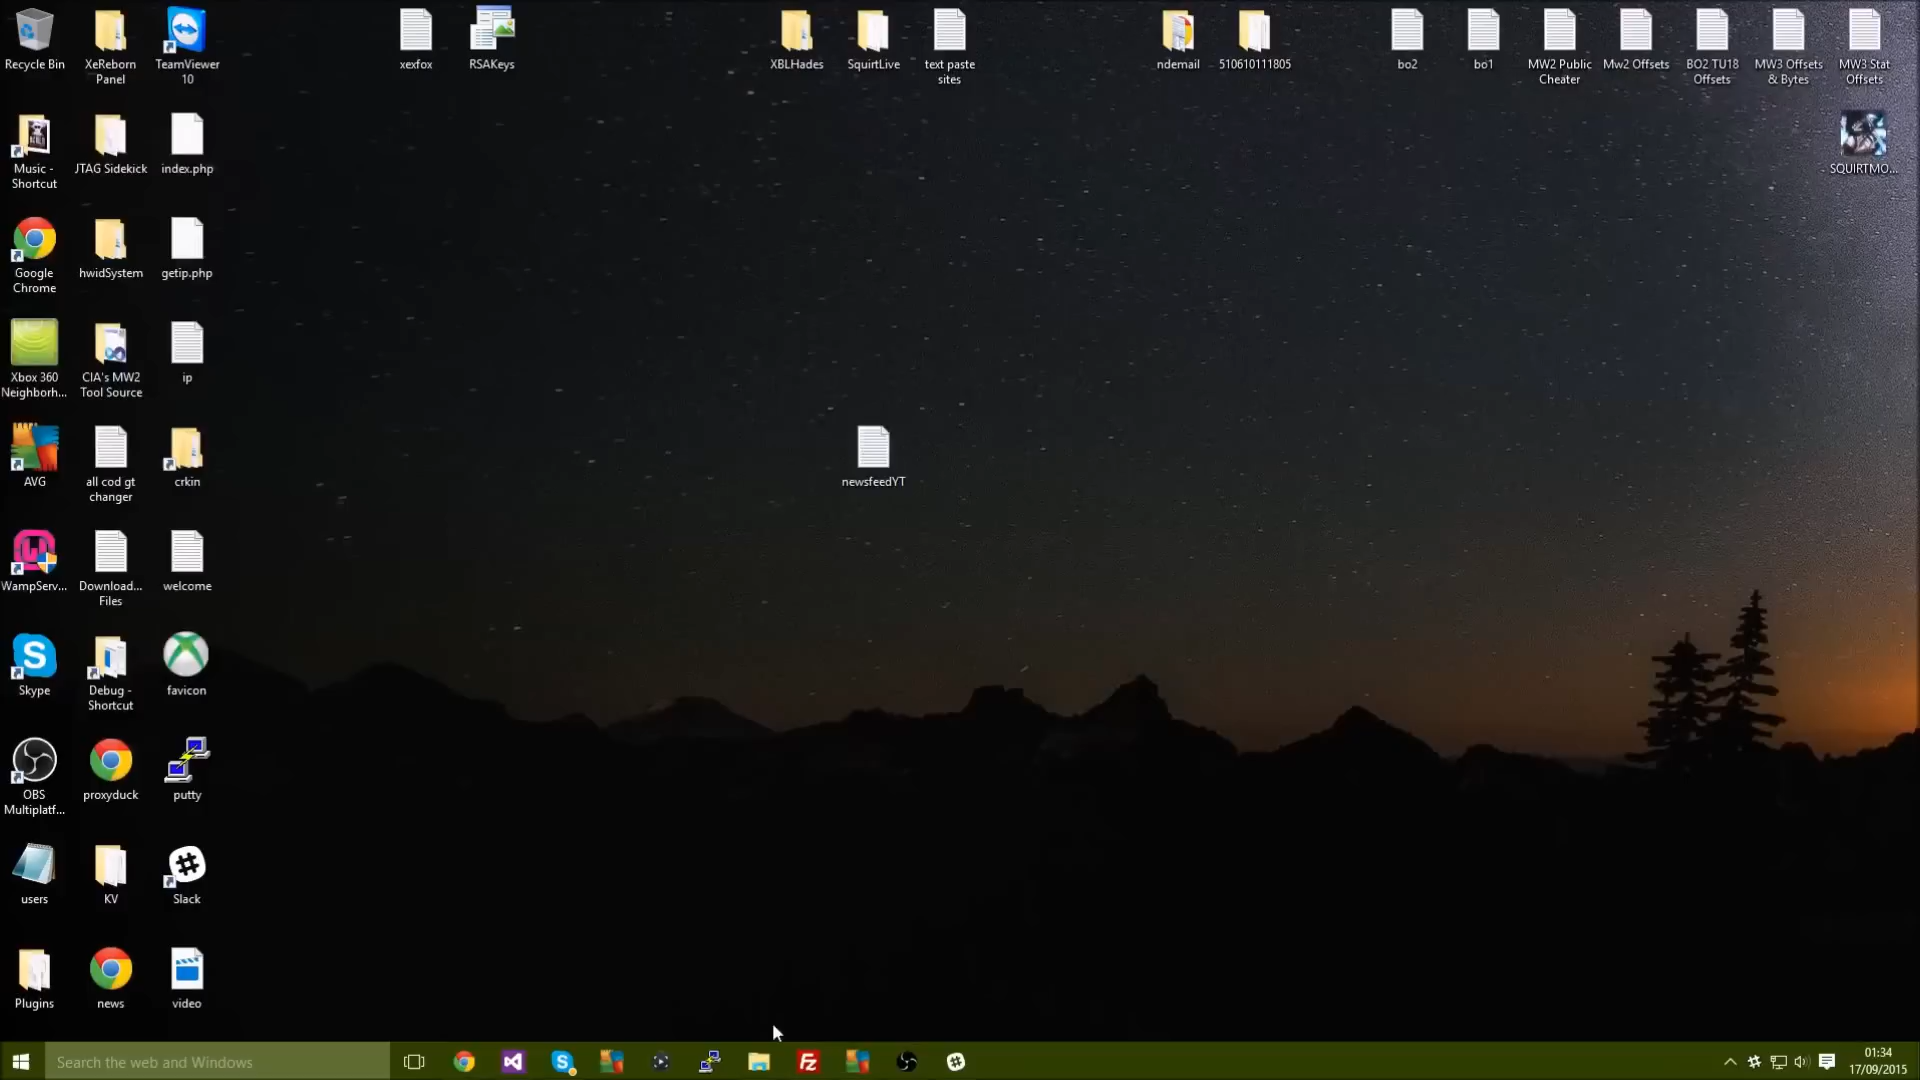 Recycle Bin
XeReborn
Panel
TeamViewer
10
xexfox
RSAKeys
XBLHades
SquirtLive
text paste
sites
ndemail
510610111805
bo2
bo1
MW2 Public
Cheater
Mw2 Offsets
BO2 TU18
Offsets
MW3 Offsets
& Bytes
MW3 Stat
Offsets
Music -
Shortcut
JTAG Sidekick
index.php
SQUIRTMO...
Google
Chrome
hwidSystem
getip.php
Xbox 360
Neighborh...
CIA's MW2
Tool Source
ip
AVG
all cod gt
changer
crkin
newsfeedYT
WampServ...
Download...
Files
welcome
Skype
Debug -
Shortcut
favicon
OBS
Multiplatf...
proxyduck
putty
users
KV
Slack
Plugins
news
video
Search the web and Windows
01:34
17/09/2015